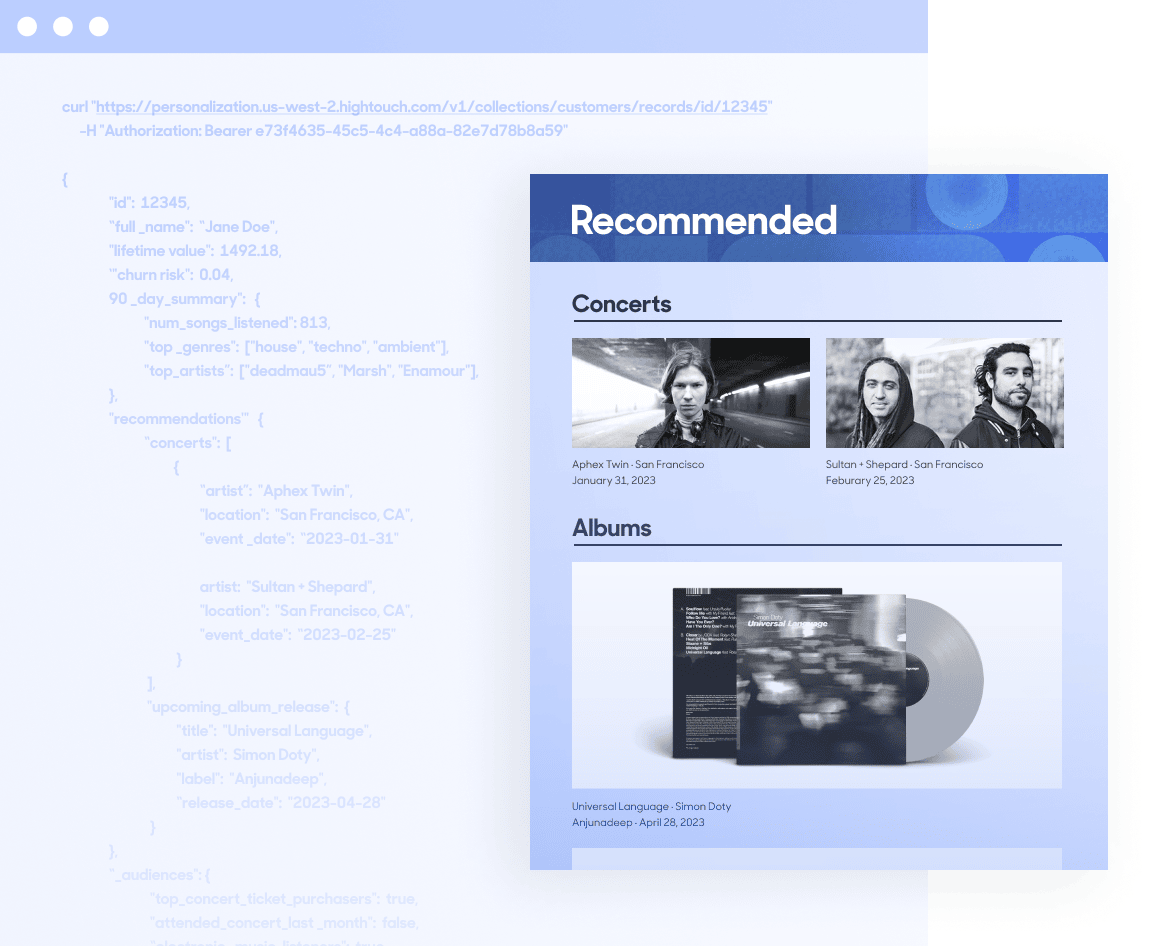 curl "https://personalization.us-west-2.hightouch.com/v1/collections/customers/records/id/12345"
-H "Authorization: Bearer e73f4635-45c5-4c4-a88a-82e7d78b8a59"
{
"id": 12345,
"full _name": "Jane Doe",
"lifetime value": 1492.18,
'"churn risk": 0.04,
90 _day_summary": {
"num_songs_listened": 813,
"top _genres": ["house", "techno", "ambient"],
"top_artists": ["deadmau5", "Marsh", "Enamour"],
},
"recommendations'" {
"concerts": [
{
"artist": "Aphex Twin",
"location": "San Francisco, CA",
"event _date": "2023-01-31"
artist: "Sultan + Shepard",
"location": "San Francisco, CA",
"event_date": "2023-02-25"
}
],
"upcoming_album_release": {
"title": "Universal Language",
"artist": Simon Doty",
"label": "Anjunadeep",
"release_date": "2023-04-28"
}
},
"_audiences": {
"top_concert_ticket_purchasers": true,
"attended_concert_last _month": false,
Recommended
Concerts
Aphex Twin · San Francisco
January 31, 2023
Sultan + Shepard · San Francisco
Feburary 25, 2023
Albums
Simon Doty
Universal Language
Universal Language · Simon Doty
Anjunadeep · April 28, 2023